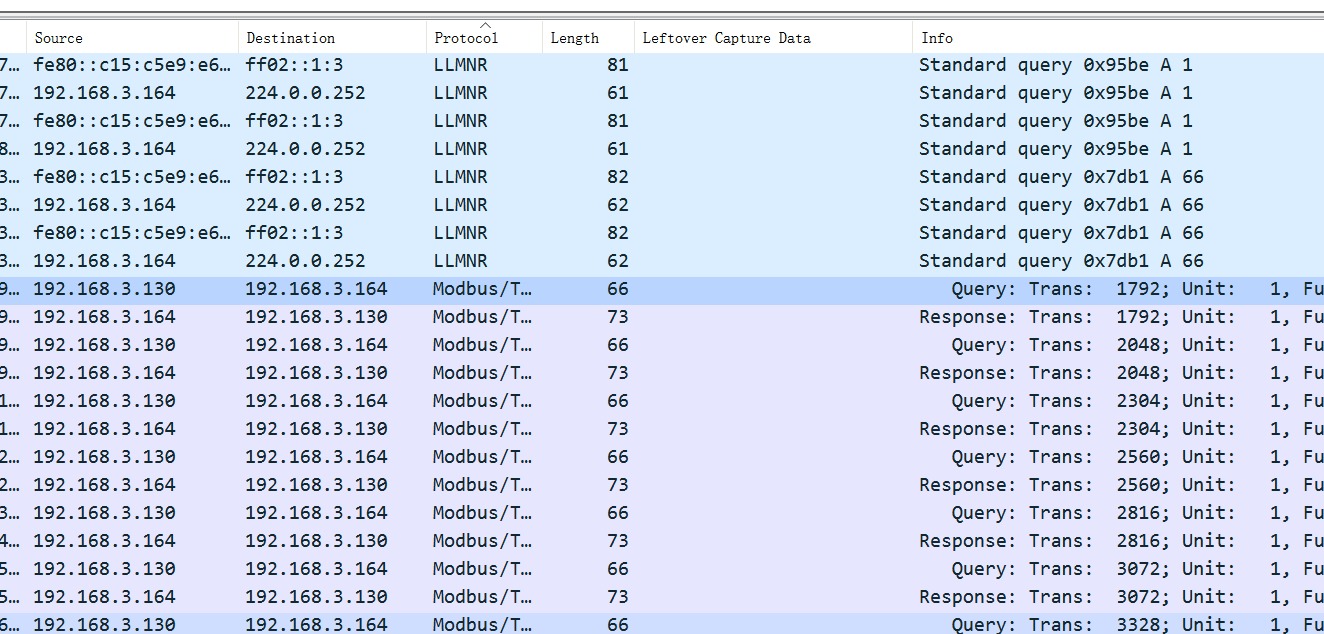 Source Destination Protocol Length Leftover Capture Data Info
7… fe80::c15:c5e9:e6… ff02::1:3 LLMNR 81 Standard query 0x95be A 1
7… 192.168.3.164 224.0.0.252 LLMNR 61 Standard query 0x95be A 1
7… fe80::c15:c5e9:e6… ff02::1:3 LLMNR 81 Standard query 0x95be A 1
8… 192.168.3.164 224.0.0.252 LLMNR 61 Standard query 0x95be A 1
3… fe80::c15:c5e9:e6… ff02::1:3 LLMNR 82 Standard query 0x7db1 A 66
3… 192.168.3.164 224.0.0.252 LLMNR 62 Standard query 0x7db1 A 66
3… fe80::c15:c5e9:e6… ff02::1:3 LLMNR 82 Standard query 0x7db1 A 66
3… 192.168.3.164 224.0.0.252 LLMNR 62 Standard query 0x7db1 A 66
9… 192.168.3.130 192.168.3.164 Modbus/T… 66 Query: Trans: 1792; Unit: 1, Fu
9… 192.168.3.164 192.168.3.130 Modbus/T… 73 Response: Trans: 1792; Unit: 1, Fu
9… 192.168.3.130 192.168.3.164 Modbus/T… 66 Query: Trans: 2048; Unit: 1, Fu
9… 192.168.3.164 192.168.3.130 Modbus/T… 73 Response: Trans: 2048; Unit: 1, Fu
1… 192.168.3.130 192.168.3.164 Modbus/T… 66 Query: Trans: 2304; Unit: 1, Fu
1… 192.168.3.164 192.168.3.130 Modbus/T… 73 Response: Trans: 2304; Unit: 1, Fu
2… 192.168.3.130 192.168.3.164 Modbus/T… 66 Query: Trans: 2560; Unit: 1, Fu
2… 192.168.3.164 192.168.3.130 Modbus/T… 73 Response: Trans: 2560; Unit: 1, Fu
3… 192.168.3.130 192.168.3.164 Modbus/T… 66 Query: Trans: 2816; Unit: 1, Fu
4… 192.168.3.164 192.168.3.130 Modbus/T… 73 Response: Trans: 2816; Unit: 1, Fu
5… 192.168.3.130 192.168.3.164 Modbus/T… 66 Query: Trans: 3072; Unit: 1, Fu
5… 192.168.3.164 192.168.3.130 Modbus/T… 73 Response: Trans: 3072; Unit: 1, Fu
6… 192.168.3.130 192.168.3.164 Modbus/T… 66 Query: Trans: 3328; Unit: 1, Fu